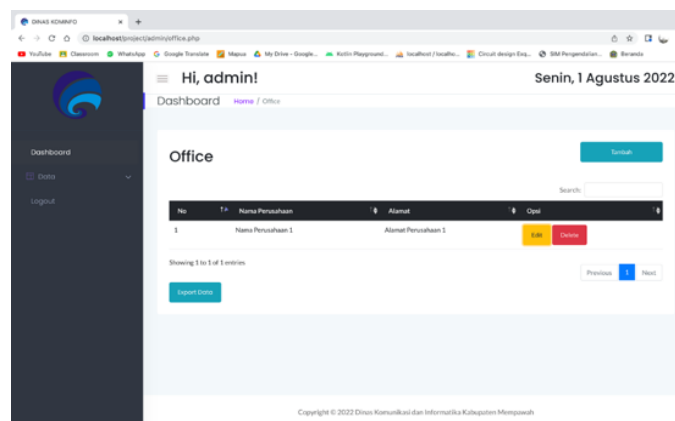 DINAS KOMINFO
localhost/project/admin/office.php
YouTube Classroom WhatsApp Google Translate Mapua My Drive - Google... Kotlin Playground... localhost / localho... Circuit design Exq... SIM Pengendalian... Beranda
Hi, admin!
Senin, 1 Agustus 2022
Dashboard Home / Office
Dashboard
Data
Logout
Office
Tambah
Search:
No Nama Perusahaan Alamat Opsi
1 Nama Perusahaan 1 Alamat Perusahaan 1 Edit Delete
Showing 1 to 1 of 1 entries
Previous 1 Next
Export Data
Copyright © 2022 Dinas Komunikasi dan Informatika Kabupaten Mempawah